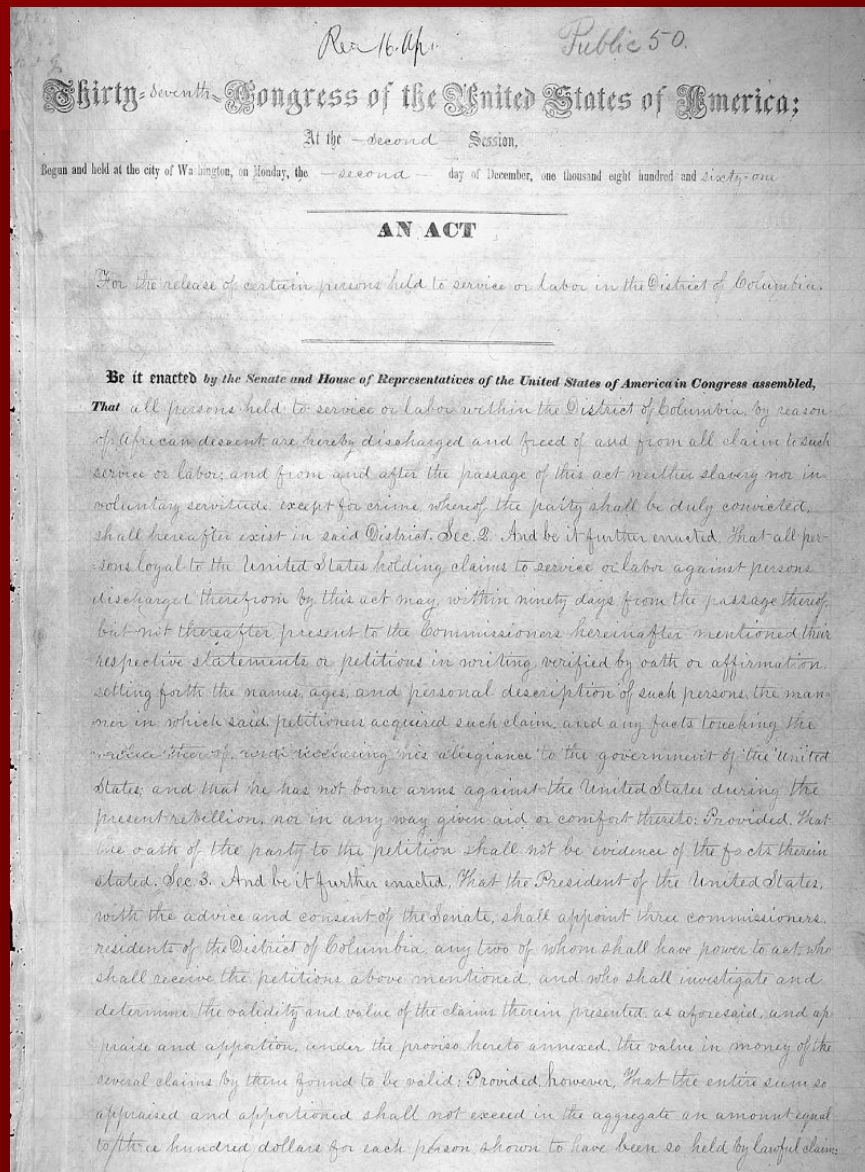 Rec 16. Ap.
Public 50.
Thirty-seventh-Congress of the United States of America;
At the - second - Session,
Begun and held at the city of Washington, on Monday, the - second - day of December, one thousand eight hundred and sixty-one
AN ACT
For the release of certain persons held to service or labor in the District of Columbia.
Be it enacted by the Senate and House of Representatives of the United States of America in Congress assembled,
That all persons held to service or labor within the District of Columbia by reason
of African descent are hereby discharged and freed of and from all claim to such
service or labor; and from and after the passage of this act neither slavery nor in-
voluntary servitude, except for crime, whereof the party shall be duly convicted,
shall hereafter exist in said District. Sec. 2. And be it further enacted, That all per-
-sons loyal to the United States holding claims to service or labor against persons
discharged therefrom by this act may, within ninety days from the passage thereof,
but not thereafter, present to the Commissioners hereinafter mentioned their
respective statements or petitions in writing, verified by oath or affirmation,
setting forth the names, ages, and personal description of such persons, the man-
ner in which said petitioners acquired such claim, and any facts touching the
value thereof, and his allegiance to the government of the United
States, and that he has not borne arms against the United States during the
present rebellion, nor in any way given aid or comfort thereto: Provided, That
the oath of the party to the petition shall not be evidence of the facts therein
stated. Sec. 3. And be it further enacted, That the President of the United States,
with the advice and consent of the Senate, shall appoint three commissioners,
residents of the District of Columbia, any two of whom shall have power to act, who
shall receive the petitions above mentioned, and who shall investigate and
determine the validity and value of the claims therein presented, as aforesaid, and ap
praise and apportion, under the proviso hereto annexed, the value in money of the
several claims by them found to be valid: Provided, however, That the entire sum so
appraised and apportioned shall not exceed in the aggregate an amount equal
to three hundred dollars for each person shown to have been so held by lawful claim: